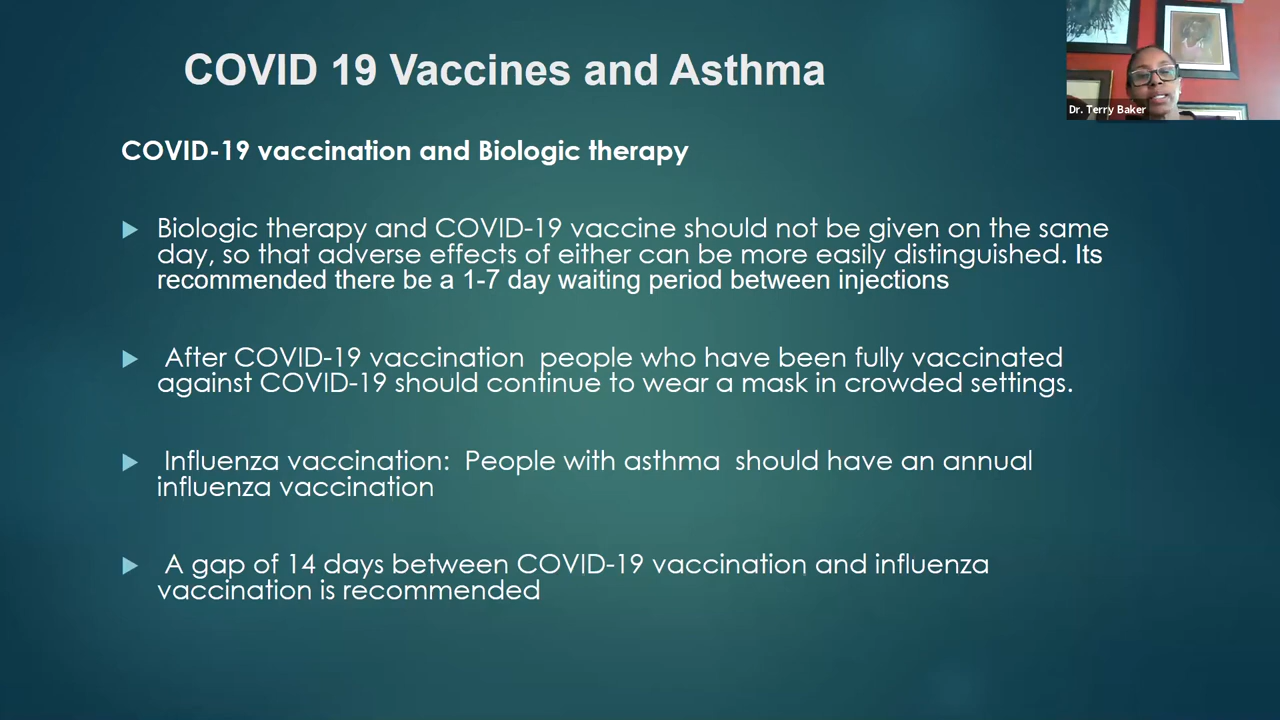 COVID 19 Vaccines and Asthma
Dr. Terry Baker
COVID-19 vaccination and Biologic therapy
Biologic therapy and COVID-19 vaccine should not be given on the same
day, so that adverse effects of either can be more easily distinguished. Its
recommended there be a 1-7 day waiting period between injections
After COVID-19 vaccination people who have been fully vaccinated
against COVID-19 should continue to wear a mask in crowded settings.
Influenza vaccination: People with asthma should have an annual
influenza vaccination
A gap of 14 days between COVID-19 vaccination and influenza
vaccination is recommended